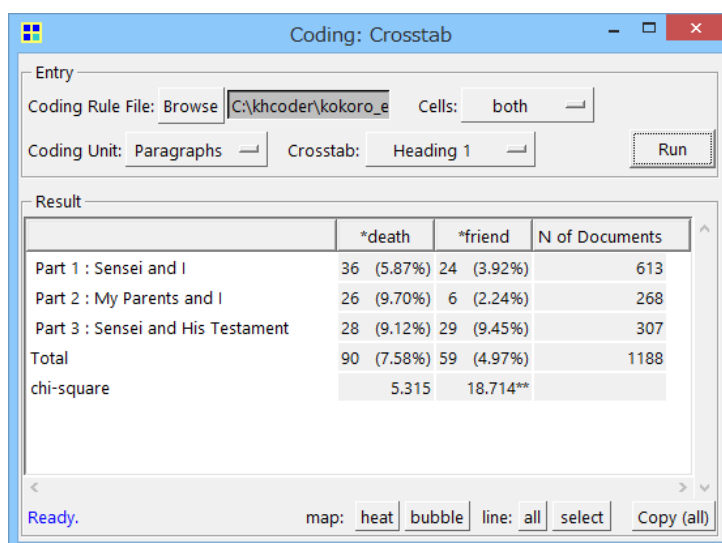 Coding: Crosstab
Entry
Coding Rule File: Browse C:\khcoder\kokoro_e Cells: both
Coding Unit: Paragraphs Crosstab: Heading 1 Run
Result
*death *friend N of Documents
Part 1 : Sensei and I 36 (5.87%) 24 (3.92%) 613
Part 2 : My Parents and I 26 (9.70%) 6 (2.24%) 268
Part 3 : Sensei and His Testament 28 (9.12%) 29 (9.45%) 307
Total 90 (7.58%) 59 (4.97%) 1188
chi-square 5.315 18.714**
Ready. map: heat bubble line: all select Copy (all)